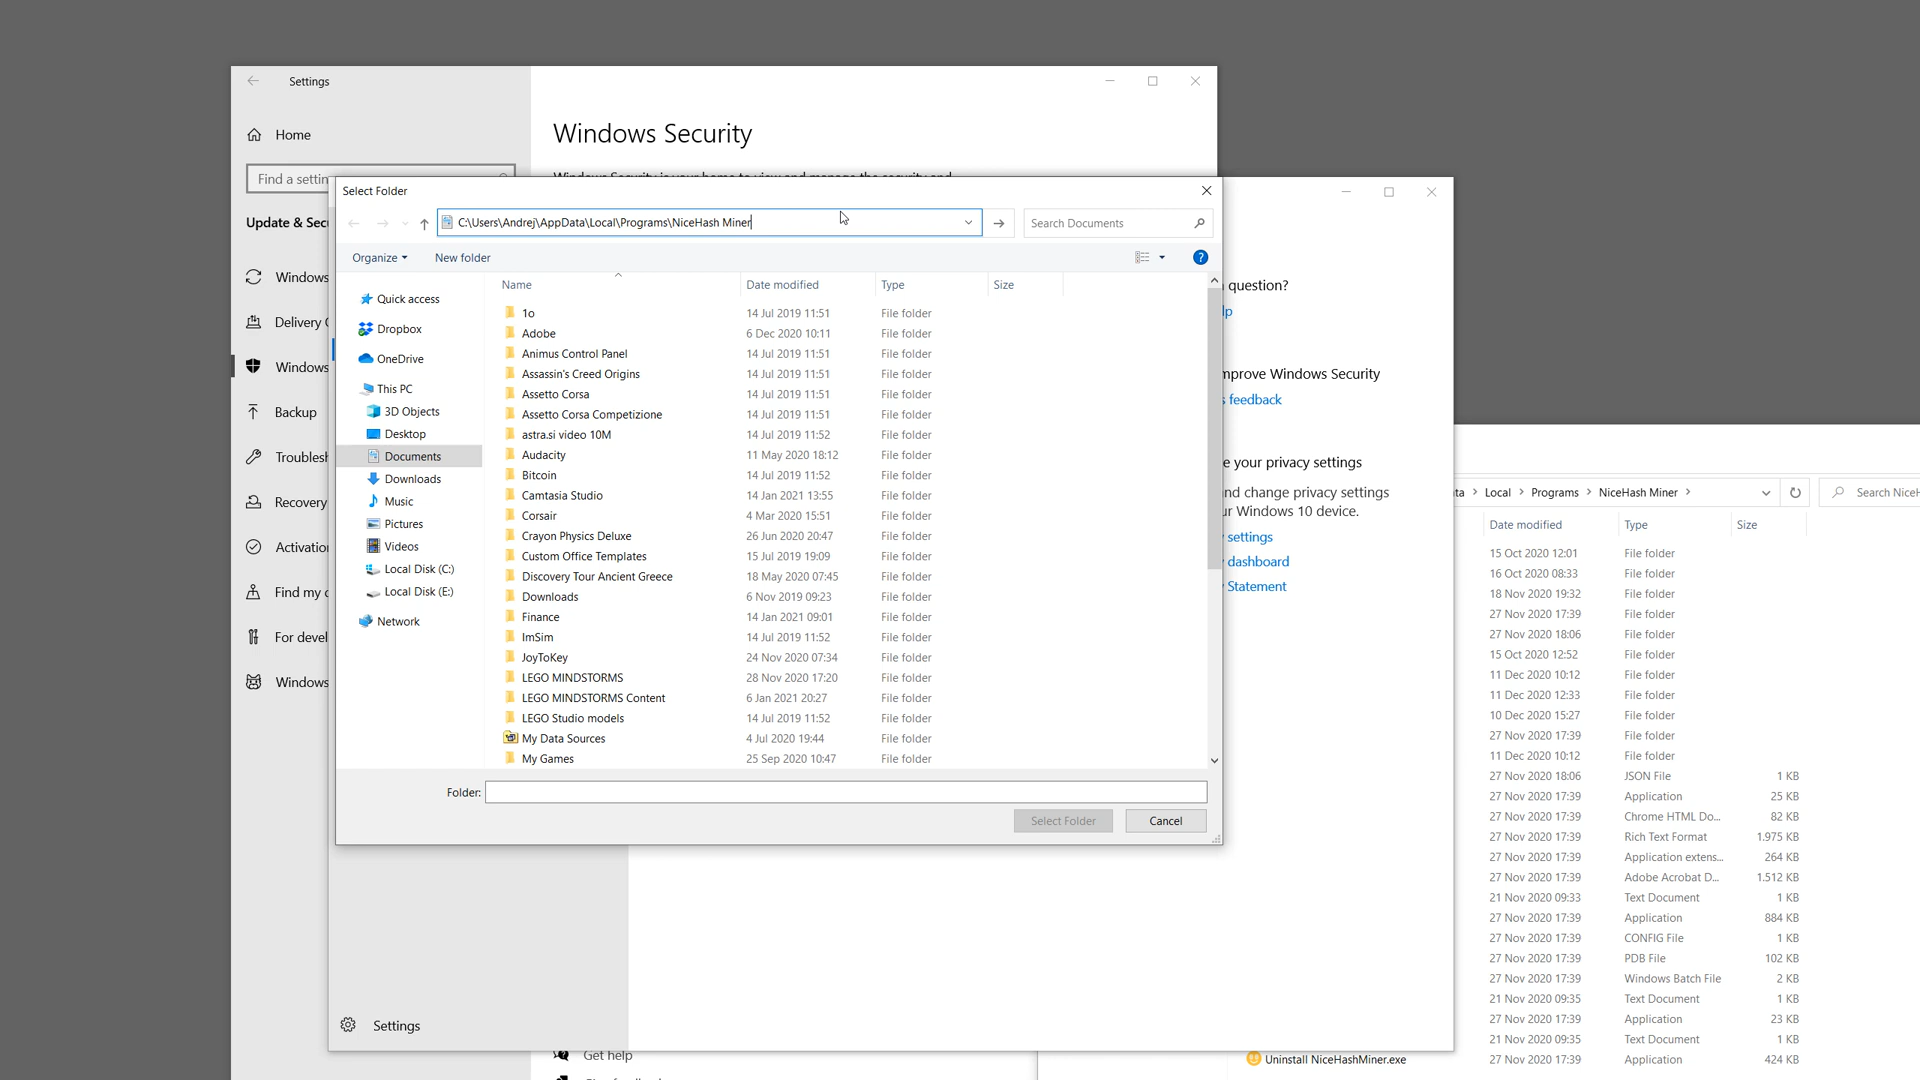 Settings
Home
Windows Security
Find a settin
Update & Secu
Windows
Delivery O
Windows
Backup
Troublesh
Recovery
Activation
Find my d
For devel
Windows
Get help
Select Folder
C:\Users\Andrej\AppData\Local\Programs\NiceHash Miner
Search Documents
Organize
New folder
?
Name Date modified Type Size
Quick access
Dropbox
OneDrive
This PC
3D Objects
Desktop
Documents
Downloads
Music
Pictures
Videos
Local Disk (C:)
Local Disk (E:)
Network
1o 14 Jul 2019 11:51 File folder
Adobe 6 Dec 2020 10:11 File folder
Animus Control Panel 14 Jul 2019 11:51 File folder
Assassin's Creed Origins 14 Jul 2019 11:51 File folder
Assetto Corsa 14 Jul 2019 11:51 File folder
Assetto Corsa Competizione 14 Jul 2019 11:51 File folder
astra.si video 10M 14 Jul 2019 11:52 File folder
Audacity 11 May 2020 18:12 File folder
Bitcoin 14 Jul 2019 11:52 File folder
Camtasia Studio 14 Jan 2021 13:55 File folder
Corsair 4 Mar 2020 15:51 File folder
Crayon Physics Deluxe 26 Jun 2020 20:47 File folder
Custom Office Templates 15 Jul 2019 19:09 File folder
Discovery Tour Ancient Greece 18 May 2020 07:45 File folder
Downloads 6 Nov 2019 09:23 File folder
Finance 14 Jan 2021 09:01 File folder
ImSim 14 Jul 2019 11:52 File folder
JoyToKey 24 Nov 2020 07:34 File folder
LEGO MINDSTORMS 28 Nov 2020 17:20 File folder
LEGO MINDSTORMS Content 6 Jan 2021 20:27 File folder
LEGO Studio models 14 Jul 2019 11:52 File folder
My Data Sources 4 Jul 2020 19:44 File folder
My Games 25 Sep 2020 10:47 File folder
Folder:
Select Folder
Cancel
Settings
question?
lp
mprove Windows Security
s feedback
e your privacy settings
nd change privacy settings
ur Windows 10 device.
settings
dashboard
Statement
ta > Local > Programs > NiceHash Miner >
Search NiceH
Date modified Type Size
15 Oct 2020 12:01 File folder
16 Oct 2020 08:33 File folder
18 Nov 2020 19:32 File folder
27 Nov 2020 17:39 File folder
27 Nov 2020 18:06 File folder
15 Oct 2020 12:52 File folder
11 Dec 2020 10:12 File folder
11 Dec 2020 12:33 File folder
10 Dec 2020 15:27 File folder
27 Nov 2020 17:39 File folder
11 Dec 2020 10:12 File folder
27 Nov 2020 18:06 JSON File 1 KB
27 Nov 2020 17:39 Application 25 KB
27 Nov 2020 17:39 Chrome HTML Do... 82 KB
27 Nov 2020 17:39 Rich Text Format 1.975 KB
27 Nov 2020 17:39 Application extens... 264 KB
27 Nov 2020 17:39 Adobe Acrobat D... 1.512 KB
21 Nov 2020 09:33 Text Document 1 KB
27 Nov 2020 17:39 Application 884 KB
27 Nov 2020 17:39 CONFIG File 1 KB
27 Nov 2020 17:39 PDB File 102 KB
27 Nov 2020 17:39 Windows Batch File 2 KB
21 Nov 2020 09:35 Text Document 1 KB
27 Nov 2020 17:39 Application 23 KB
21 Nov 2020 09:35 Text Document 1 KB
Uninstall NiceHashMiner.exe 27 Nov 2020 17:39 Application 424 KB